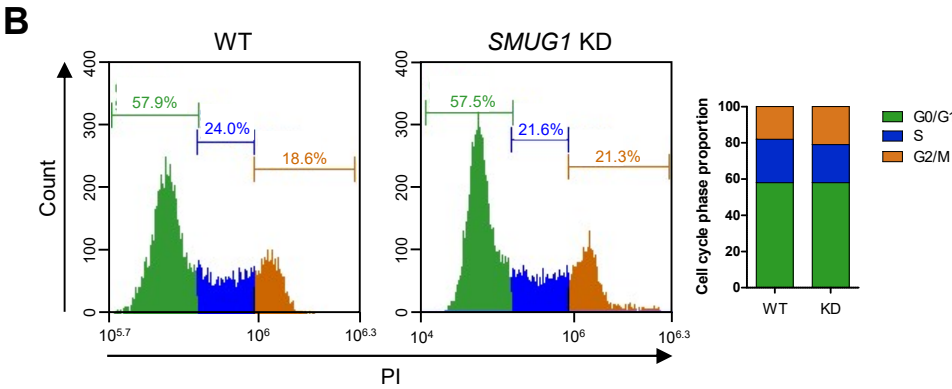 B
WT
SMUG1 KD
400
300
200
100
0
Count
57.9%
24.0%
18.6%
10^5.7
10^6
10^6.3
400
300
200
100
0
57.5%
21.6%
21.3%
10^4
10^6
10^6.3
PI
Cell cycle phase proportion
100
80
60
40
20
0
WT
KD
G0/G1
S
G2/M